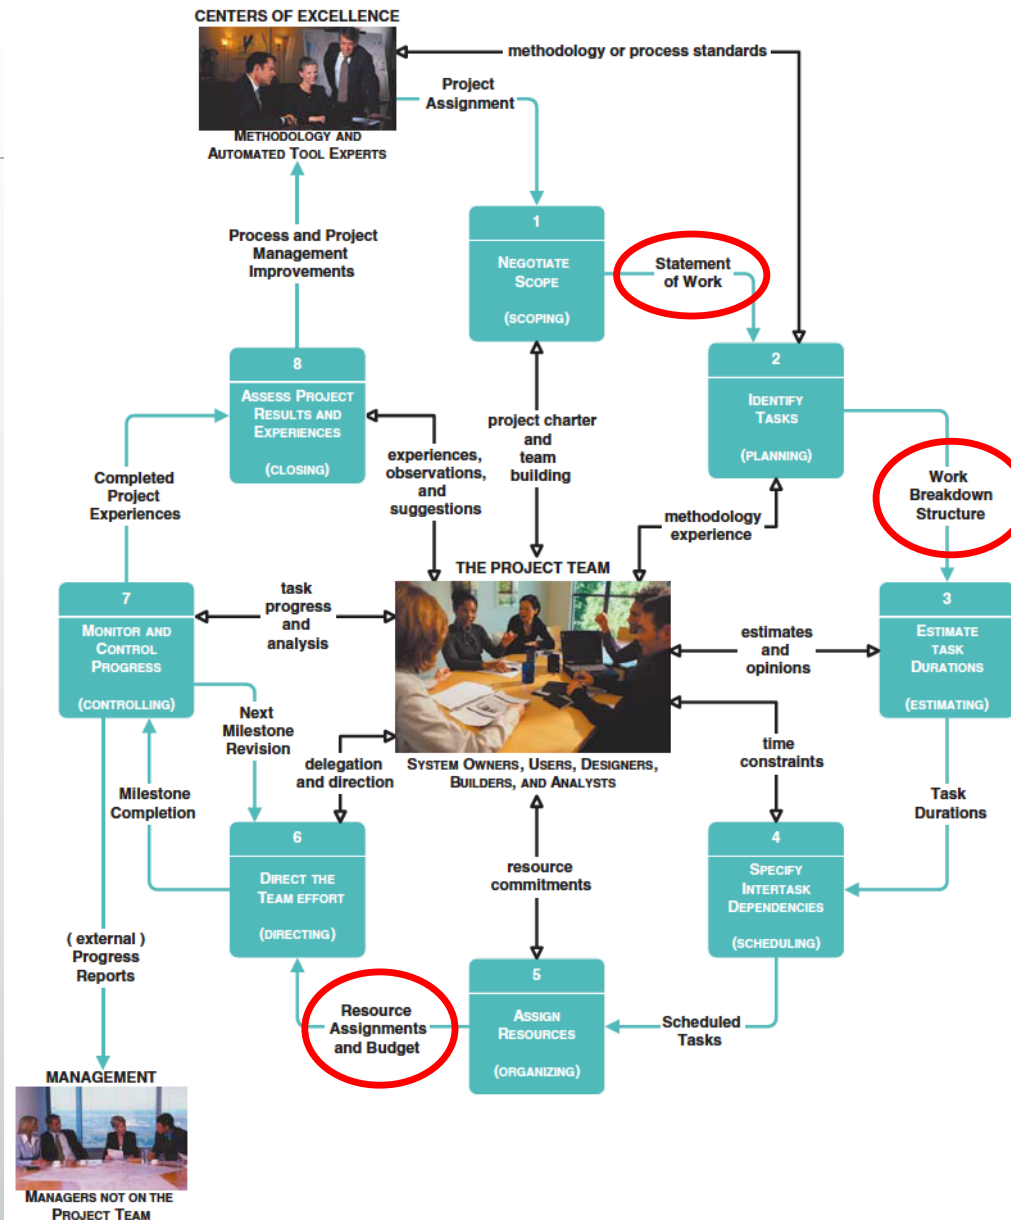 CENTERS OF EXCELLENCE
methodology or process standards
Project
Assignment
METHODOLOGY AND
AUTOMATED TOOL EXPERTS
Process and Project
Management
Improvements
1
NEGOTIATE
SCOPE
(SCOPING)
Statement
of Work
2
IDENTIFY
TASKS
(PLANNING)
8
ASSESS PROJECT
RESULTS AND
EXPERIENCES
(CLOSING)
project charter
and
team
building
experiences,
observations,
and
suggestions
Completed
Project
Experiences
Work
Breakdown
Structure
methodology
experience
THE PROJECT TEAM
7
MONITOR AND
CONTROL
PROGRESS
(CONTROLLING)
task
progress
and
analysis
estimates
and
opinions
3
ESTIMATE
TASK
DURATIONS
(ESTIMATING)
Next
Milestone
Revision
delegation
and direction
SYSTEM OWNERS, USERS, DESIGNERS,
BUILDERS, AND ANALYSTS
time
constraints
Milestone
Completion
Task
Durations
6
DIRECT THE
TEAM EFFORT
(DIRECTING)
resource
commitments
4
SPECIFY
INTERTASK
DEPENDENCIES
(SCHEDULING)
( external )
Progress
Reports
Resource
Assignments
and Budget
5
ASSIGN
RESOURCES
(ORGANIZING)
Scheduled
Tasks
MANAGEMENT
MANAGERS NOT ON THE
PROJECT TEAM